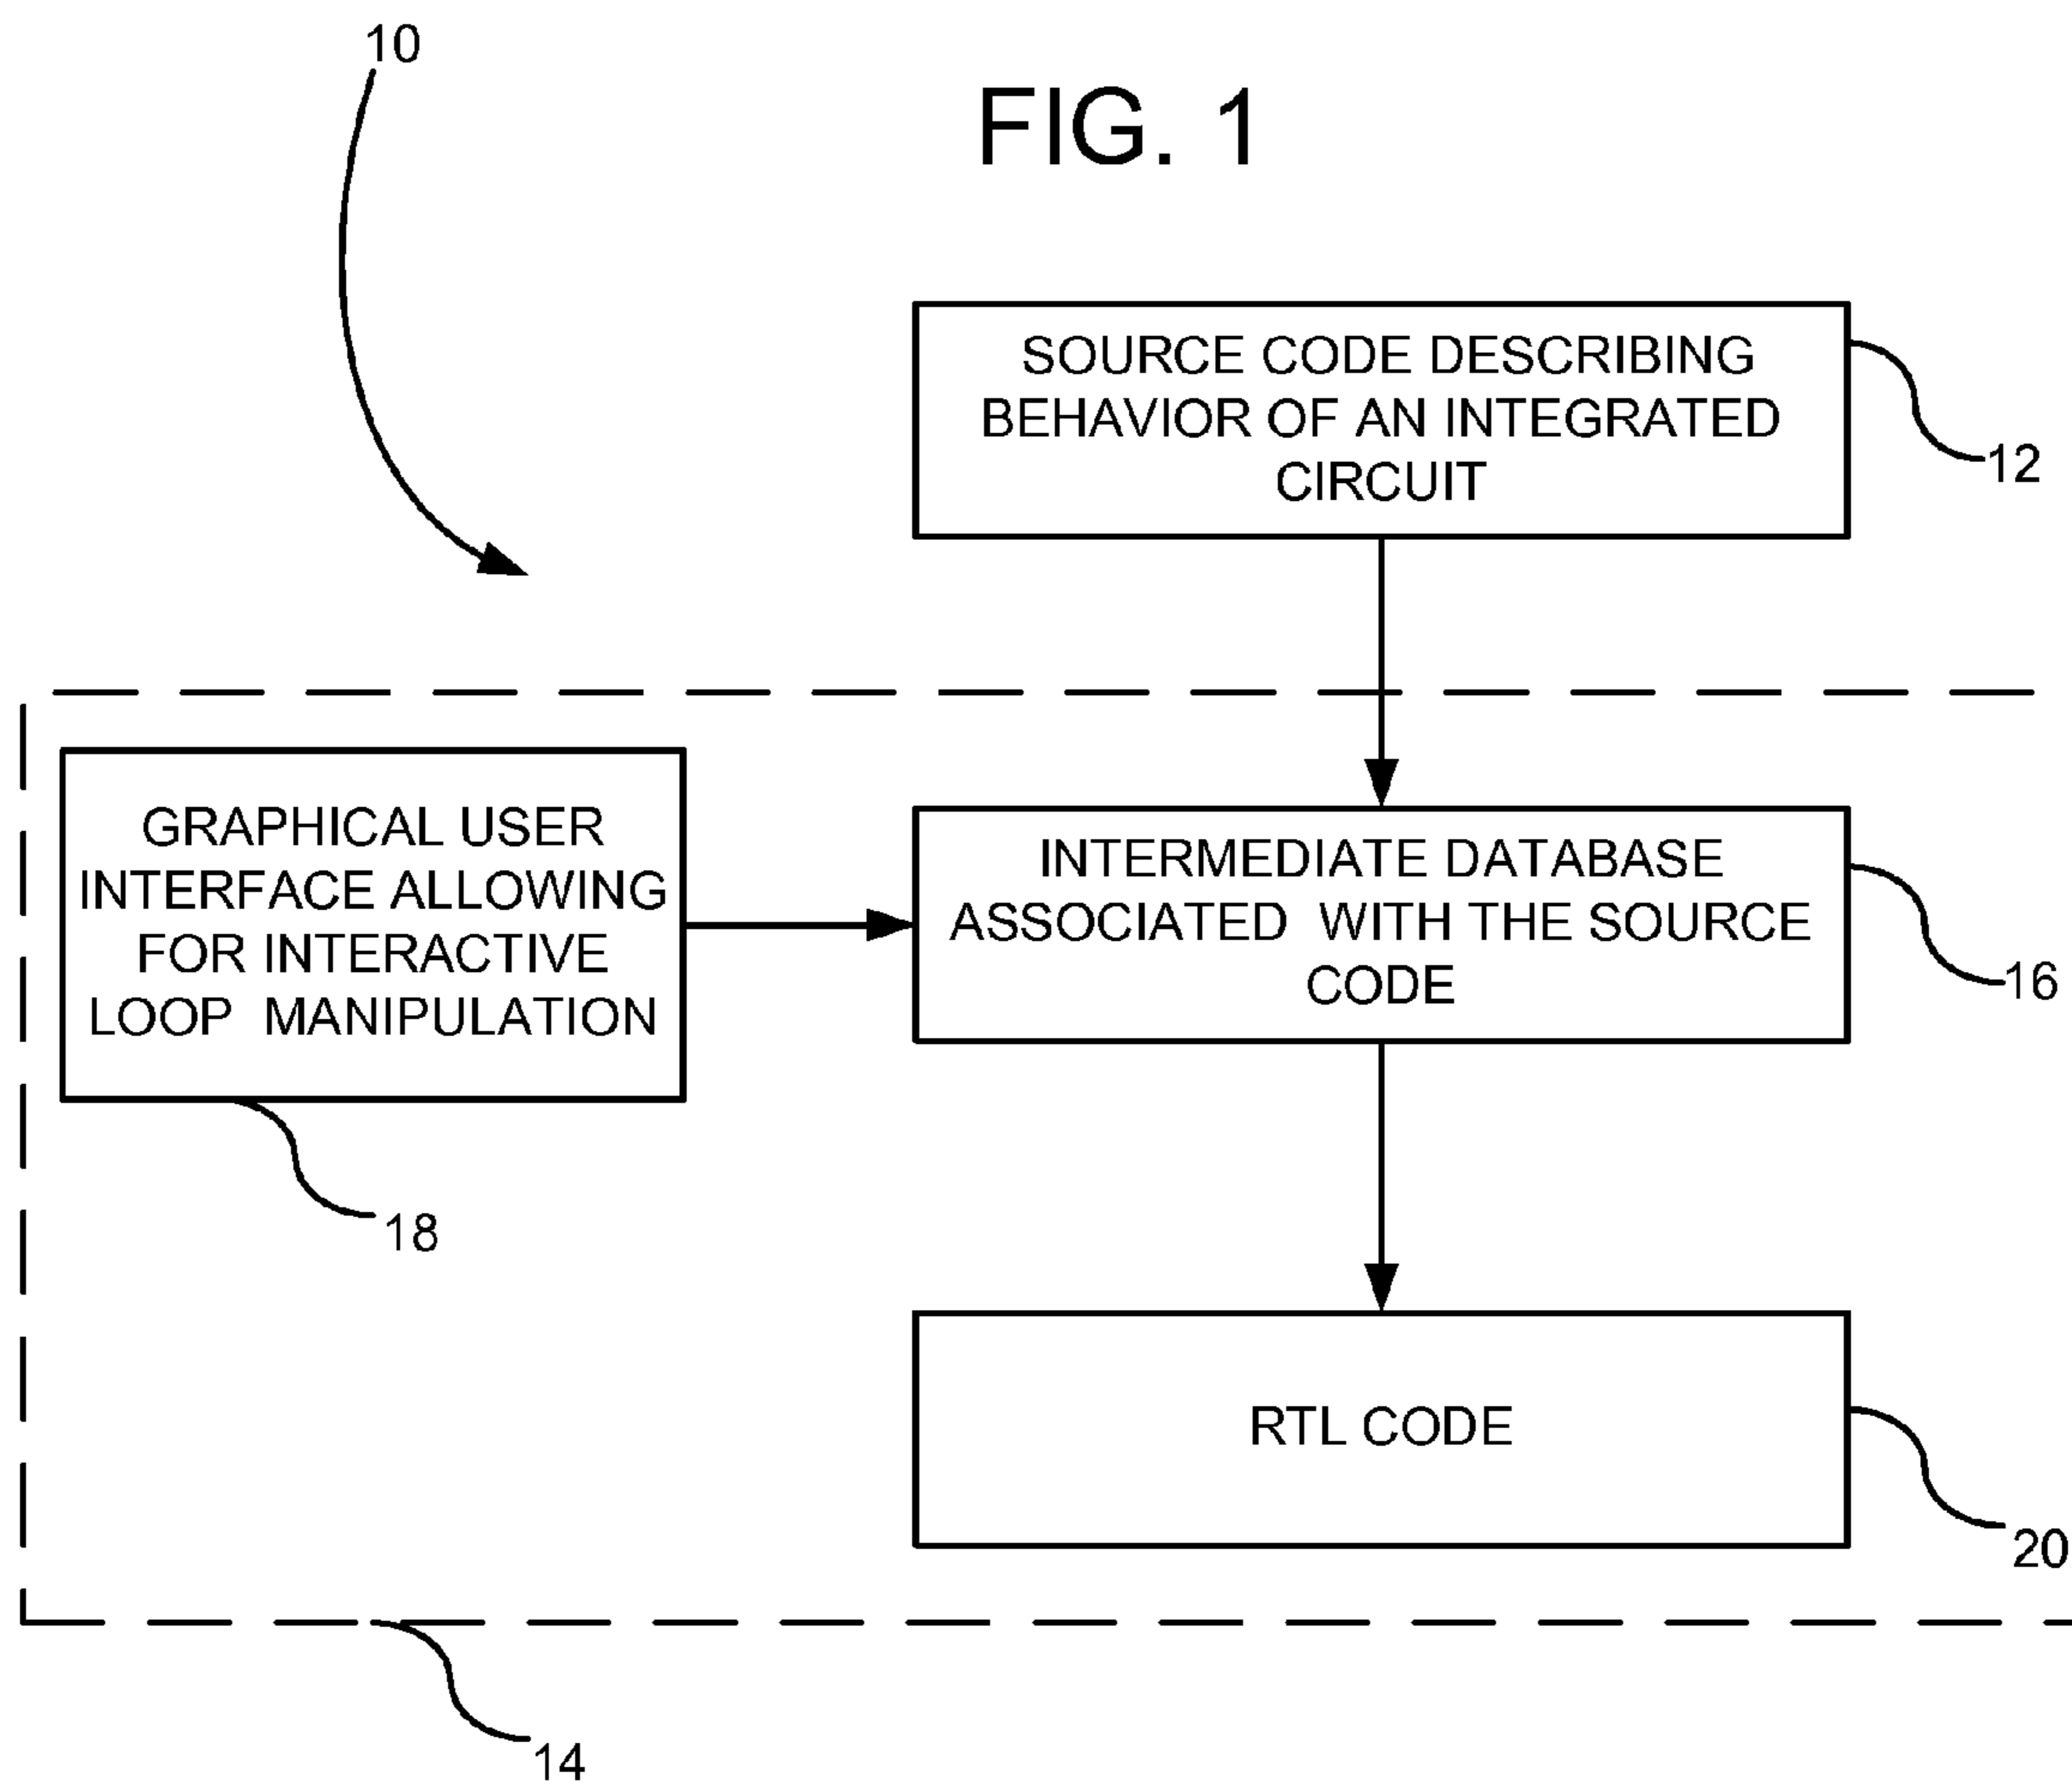 10
FIG. 1
SOURCE CODE DESCRIBING
BEHAVIOR OF AN INTEGRATED
CIRCUIT
12
GRAPHICAL USER
INTERFACE ALLOWING
FOR INTERACTIVE
LOOP MANIPULATION
18
INTERMEDIATE DATABASE
ASSOCIATED WITH THE SOURCE
CODE
16
RTL CODE
20
14